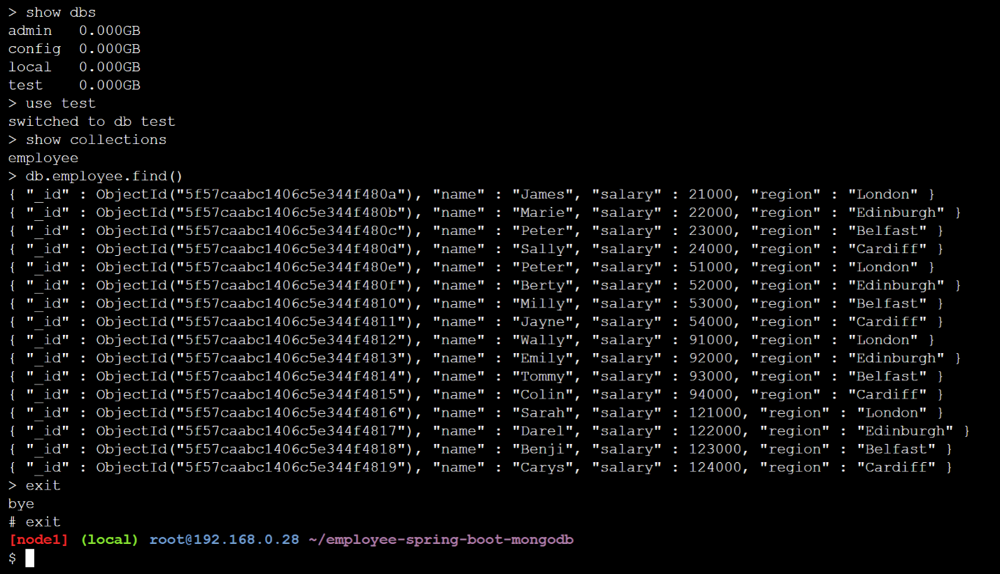 > show dbs
admin   0.000GB
config  0.000GB
local   0.000GB
test    0.000GB
> use test
switched to db test
> show collections
employee
> db.employee.find()
{ "_id" : ObjectId("5f57caabc1406c5e344f480a"), "name" : "James", "salary" : 21000, "region" : "London" }
{ "_id" : ObjectId("5f57caabc1406c5e344f480b"), "name" : "Marie", "salary" : 22000, "region" : "Edinburgh" }
{ "_id" : ObjectId("5f57caabc1406c5e344f480c"), "name" : "Peter", "salary" : 23000, "region" : "Belfast" }
{ "_id" : ObjectId("5f57caabc1406c5e344f480d"), "name" : "Sally", "salary" : 24000, "region" : "Cardiff" }
{ "_id" : ObjectId("5f57caabc1406c5e344f480e"), "name" : "Peter", "salary" : 51000, "region" : "London" }
{ "_id" : ObjectId("5f57caabc1406c5e344f480f"), "name" : "Berty", "salary" : 52000, "region" : "Edinburgh" }
{ "_id" : ObjectId("5f57caabc1406c5e344f4810"), "name" : "Milly", "salary" : 53000, "region" : "Belfast" }
{ "_id" : ObjectId("5f57caabc1406c5e344f4811"), "name" : "Jayne", "salary" : 54000, "region" : "Cardiff" }
{ "_id" : ObjectId("5f57caabc1406c5e344f4812"), "name" : "Wally", "salary" : 91000, "region" : "London" }
{ "_id" : ObjectId("5f57caabc1406c5e344f4813"), "name" : "Emily", "salary" : 92000, "region" : "Edinburgh" }
{ "_id" : ObjectId("5f57caabc1406c5e344f4814"), "name" : "Tommy", "salary" : 93000, "region" : "Belfast" }
{ "_id" : ObjectId("5f57caabc1406c5e344f4815"), "name" : "Colin", "salary" : 94000, "region" : "Cardiff" }
{ "_id" : ObjectId("5f57caabc1406c5e344f4816"), "name" : "Sarah", "salary" : 121000, "region" : "London" }
{ "_id" : ObjectId("5f57caabc1406c5e344f4817"), "name" : "Darel", "salary" : 122000, "region" : "Edinburgh" }
{ "_id" : ObjectId("5f57caabc1406c5e344f4818"), "name" : "Benji", "salary" : 123000, "region" : "Belfast" }
{ "_id" : ObjectId("5f57caabc1406c5e344f4819"), "name" : "Carys", "salary" : 124000, "region" : "Cardiff" }
> exit
bye
# exit
[node1] (local) root@192.168.0.28 ~/employee-spring-boot-mongodb
$